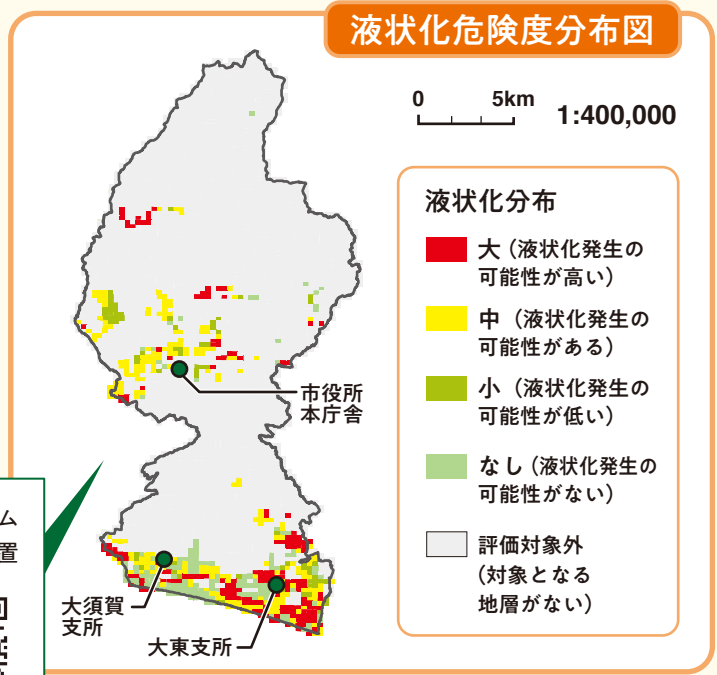 液状化危険度分布図
0 5km 1:400,000
液状化分布
大(液状化発生の
可能性が高い)
中(液状化発生の
可能性がある)
小(液状化発生の
可能性が低い)
なし(液状化発生の
可能性がない)
評価対象外
(対象となる
地層がない)
市役所
本庁舎
大須賀
支所
大東支所
ム
置